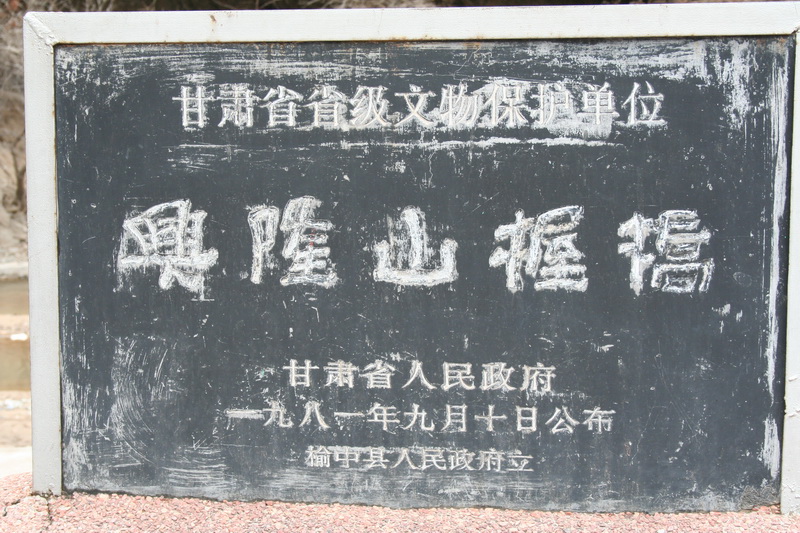 甘肃省省级文物保护单位
興隆山握橋
甘肃省人民政府
一九八一年九月十日公布
榆中县人民政府立